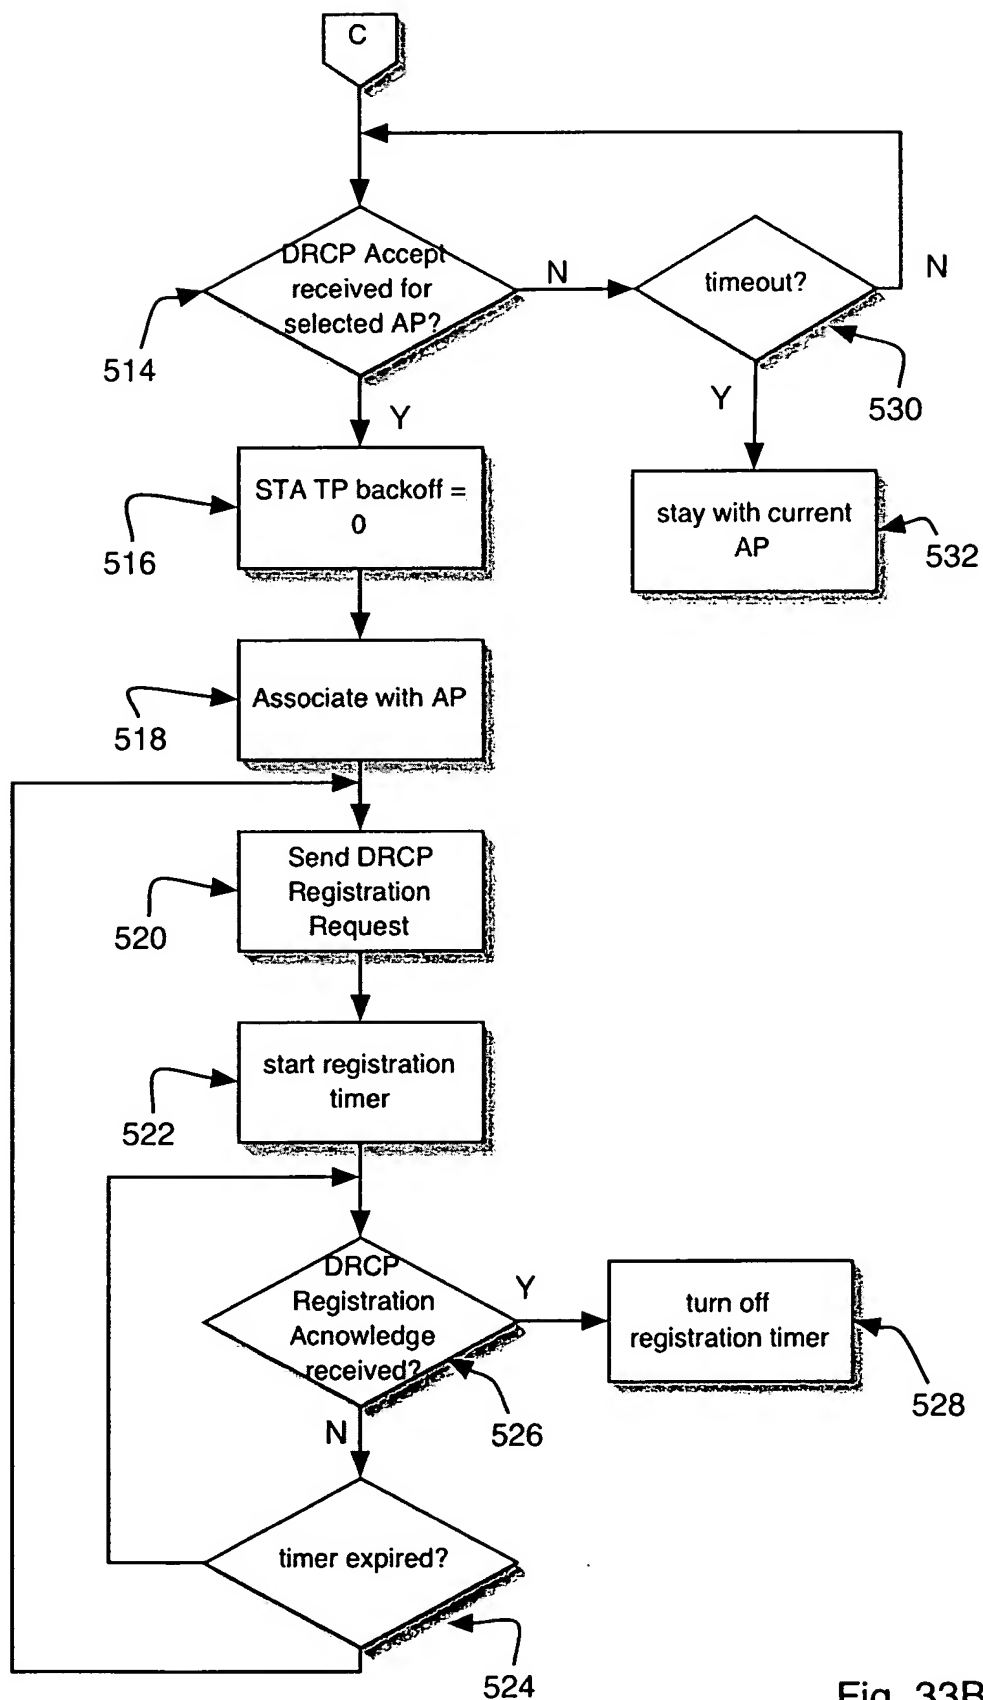 C
DRCP Accept
received for
selected AP?
N
timeout?
N
514
530
Y
Y
STA TP backoff =
0
516
stay with current
AP
532
Associate with AP
518
Send DRCP
Registration
Request
520
start registration
timer
522
DRCP
Registration
Acnowledge
received?
Y
turn off
registration timer
526
528
N
timer expired?
524
Fig. 33B